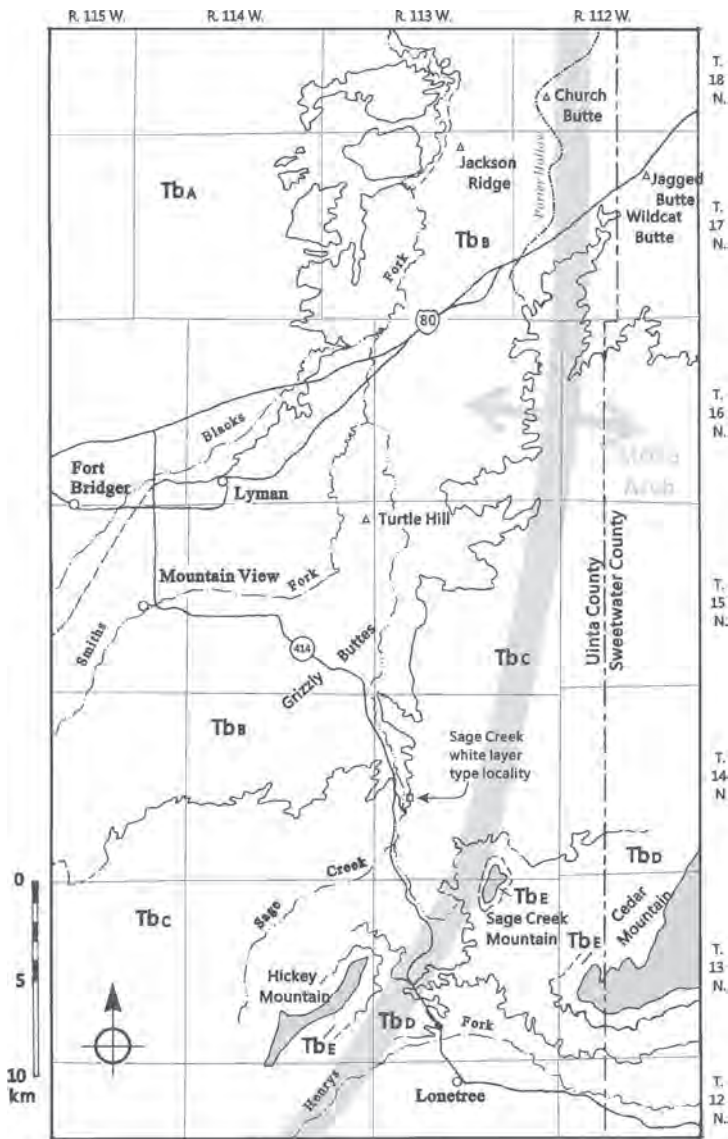 R. 115 W.
R. 114 W.
R. 113 W.
R. 112 W.
T.
18
N.
Church
Butte
Porter Hollow
Jackson
Ridge
Jagged
Butte
TbA
Wildcat
Butte
T.
17
N.
TbB
Fork
80
T.
16
N.
Blacks
Fort
Bridger
Lyman
Arch
Turtle Hill
Mountain View
Fork
Uinta County
Sweetwater County
T.
15
N.
Smiths
414
Grizzly Buttes
TbC
TbB
Sage Creek
white layer
type locality
T.
14
N
0
Sage Creek
TbD
TbE
Sage Creek
Mountain
Cedar
Mountain
TbC
TbE
T.
13
N.
5
Hickey
Mountain
TbD
TbE
Henrys Fork
10
km
Lonetree
T.
12
N.